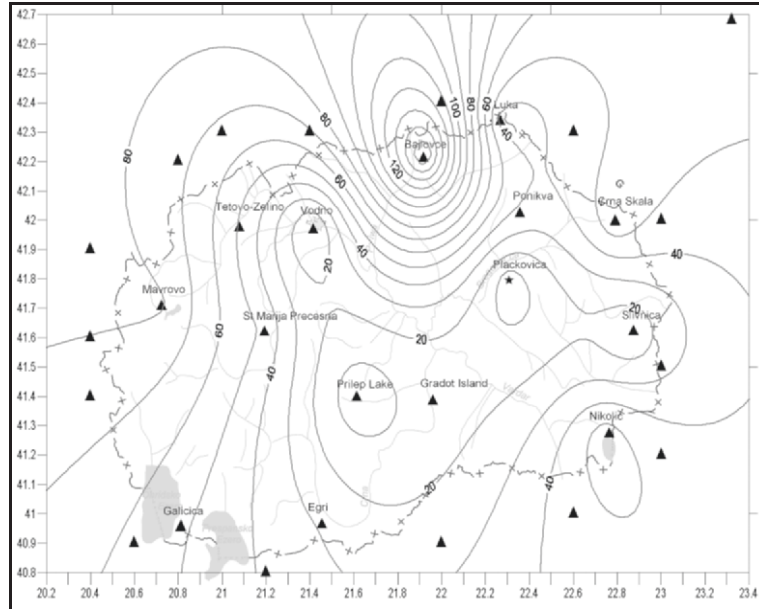 42.7
42.6
42.5
42.4
42.3
42.2
42.1
42
41.9
41.8
41.7
41.6
41.5
41.4
41.3
41.2
41.1
41
40.9
40.8
80
80
100
80
60
Luka
40
Bajlovce
120
60
G
Crna Skala
Tetovo-Zelino
Vodno
Ponikva
40
40
20
Plackovica
Mavrovo
20
St Marija Precesna
Slivnica
60
20
40
Prilep Lake
Gradot Island
Vardar
Nikojic
20
40
Galicica
Egri
Crna
20.2 20.4 20.6 20.8 21 21.2 21.4 21.6 21.8 22 22.2 22.4 22.6 22.8 23 23.2 23.4